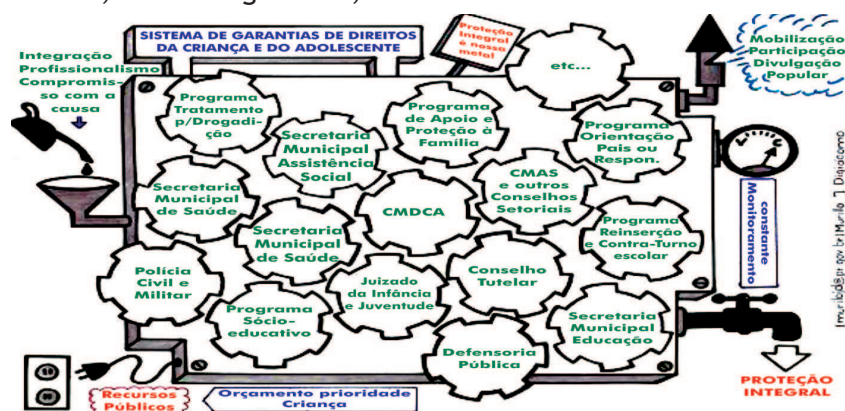 SISTEMA DE GARANTIAS DE DIREITOS
DA CRIANÇA E DO ADOLESCENTE
Proteção
Integral
é nossa
meta!
Integração
Profissionalismo
Compromis-
so com a
causa
etc...
Mobilização
Participação
Divulgação
Popular
Programa
Tratamento
p/Drogadi-
ção
Secretaria
Municipal
Assistência
Social
Programa
de Apoio e
Proteção à
Família
Programa
Orientação
Pais ou
Respon.
Secretaria
Municipal
de Saúde
Secretaria
Municipal
de Saúde
CMDCA
CMAS
e outros
Conselhos
Setoriais
Programa
Reinserção
e Contra-Turno
escolar
constante
Monitoramento
Polícia
Civil e
Militar
Programa
Sócio-
educativo
Juizado
da Infância
e Juventude
Conselho
Tutelar
Secretaria
Municipal
Educação
Defensoria
Pública
Recursos
Públicos
Orçamento prioridade
Criança
PROTEÇÃO
INTEGRAL